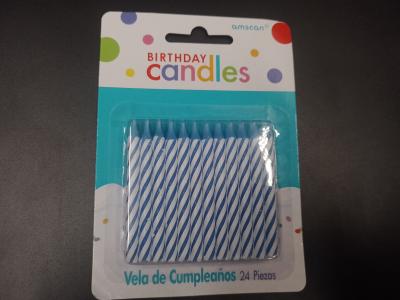 amscan
BIRTHDAY
candles
Vela de Cumpleaños 24 Piezas